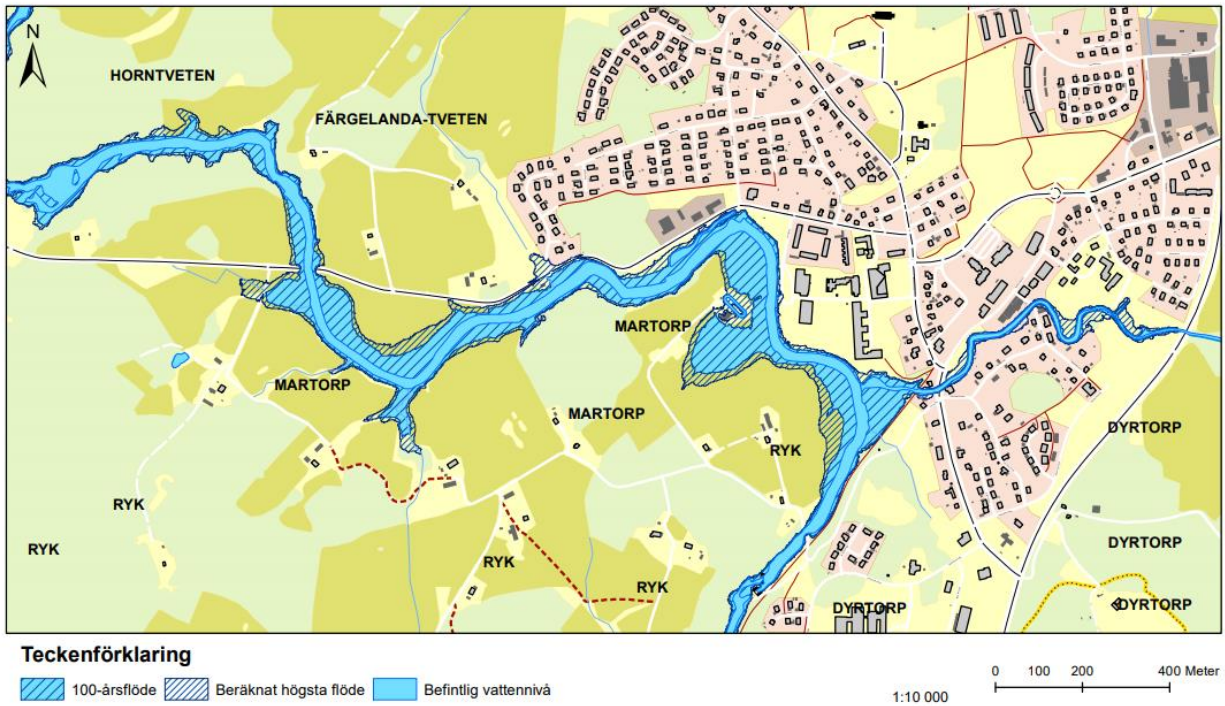 N
HORNTVETEN
FÄRGELANDA-TVETEN
MARTORP
MARTORP
MARTORP
DYRTORP
RYK
RYK
DYRTORP
RYK
RYK
RYK
DYRTORP
DYRTORP
Teckenförklaring
100-årsflöde
Beräknat högsta flöde
Befintlig vattennivå
1:10 000
0 100 200 400 Meter